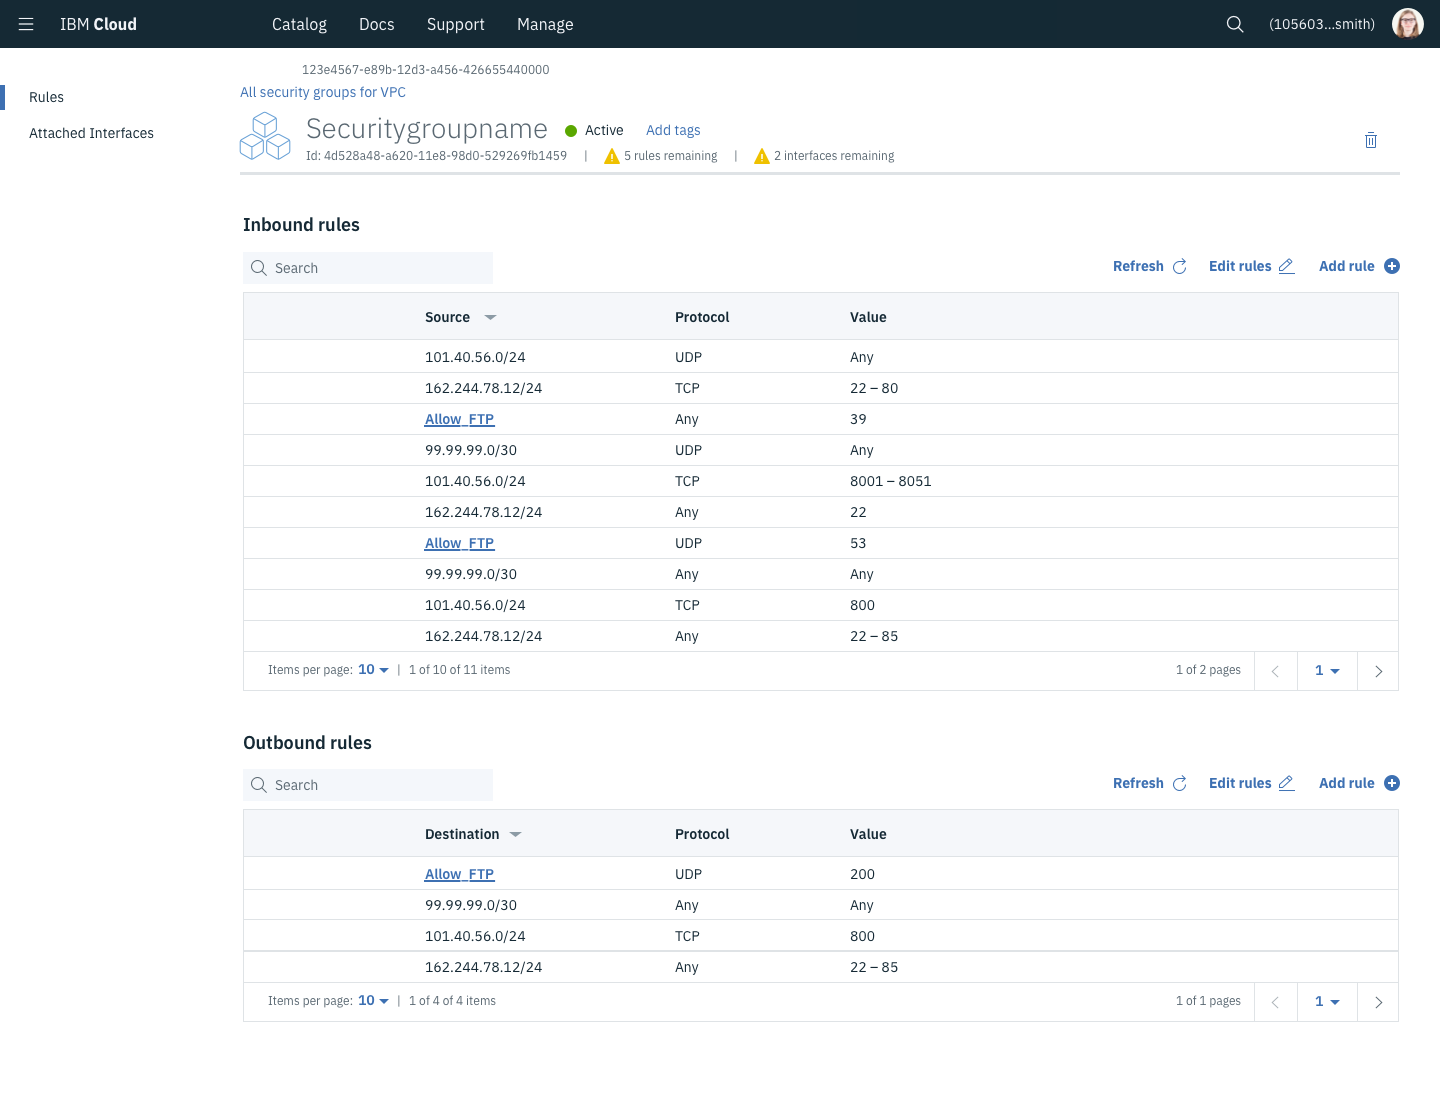 IBM Cloud Catalog Docs Support Manage (105603...smith)
123e4567-e89b-12d3-a456-426655440000
All security groups for VPC
Rules
Attached Interfaces
Securitygroupname Active Add tags
Id: 4d528a48-a620-11e8-98d0-529269fb1459 | 5 rules remaining | 2 interfaces remaining
Inbound rules
Search Refresh Edit rules Add rule
Source Protocol Value
101.40.56.0/24 UDP Any
162.244.78.12/24 TCP 22 – 80
Allow_FTP Any 39
99.99.99.0/30 UDP Any
101.40.56.0/24 TCP 8001 – 8051
162.244.78.12/24 Any 22
Allow_FTP UDP 53
99.99.99.0/30 Any Any
101.40.56.0/24 TCP 800
162.244.78.12/24 Any 22 – 85
Items per page: 10 | 1 of 10 of 11 items 1 of 2 pages 1
Outbound rules
Search Refresh Edit rules Add rule
Destination Protocol Value
Allow_FTP UDP 200
99.99.99.0/30 Any Any
101.40.56.0/24 TCP 800
162.244.78.12/24 Any 22 – 85
Items per page: 10 | 1 of 4 of 4 items 1 of 1 pages 1